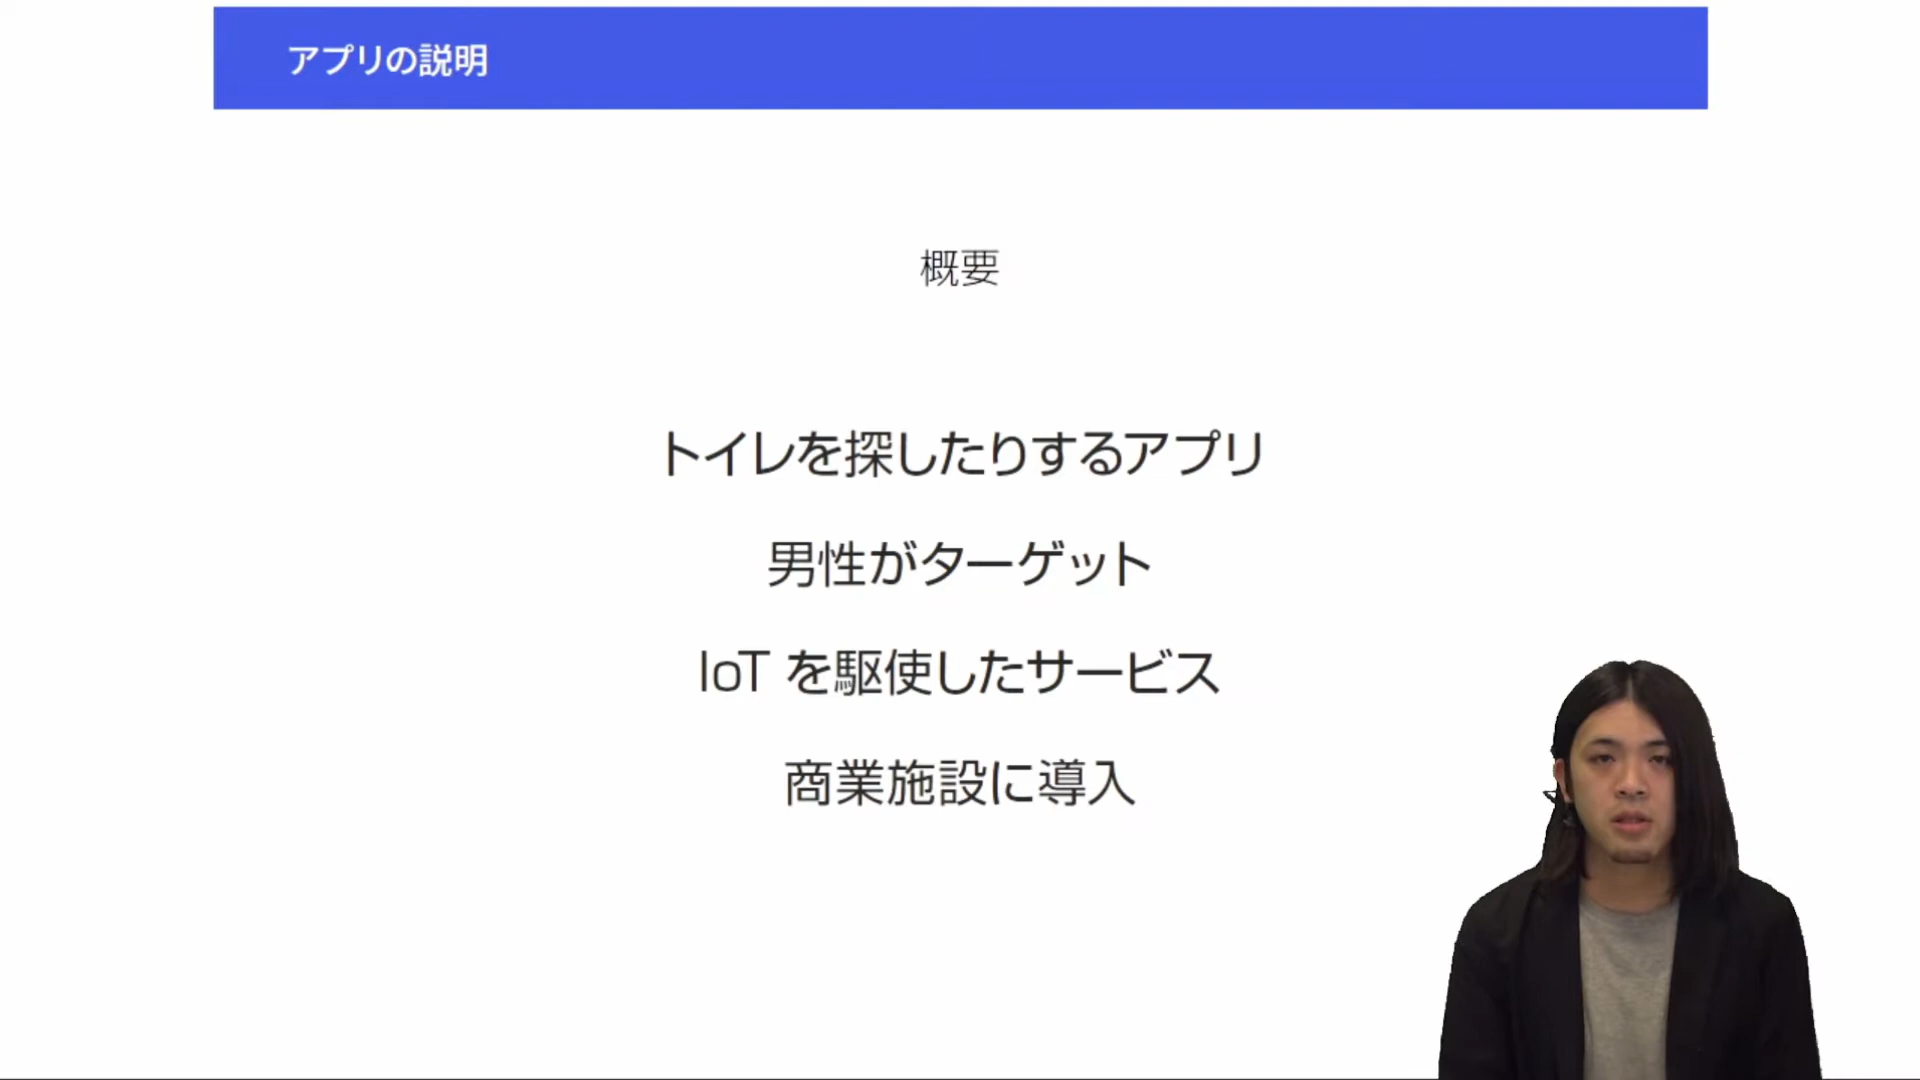 アプリの説明
概要
トイレを探したりするアプリ
男性がターゲット
IoT を駆使したサービス
商業施設に導入